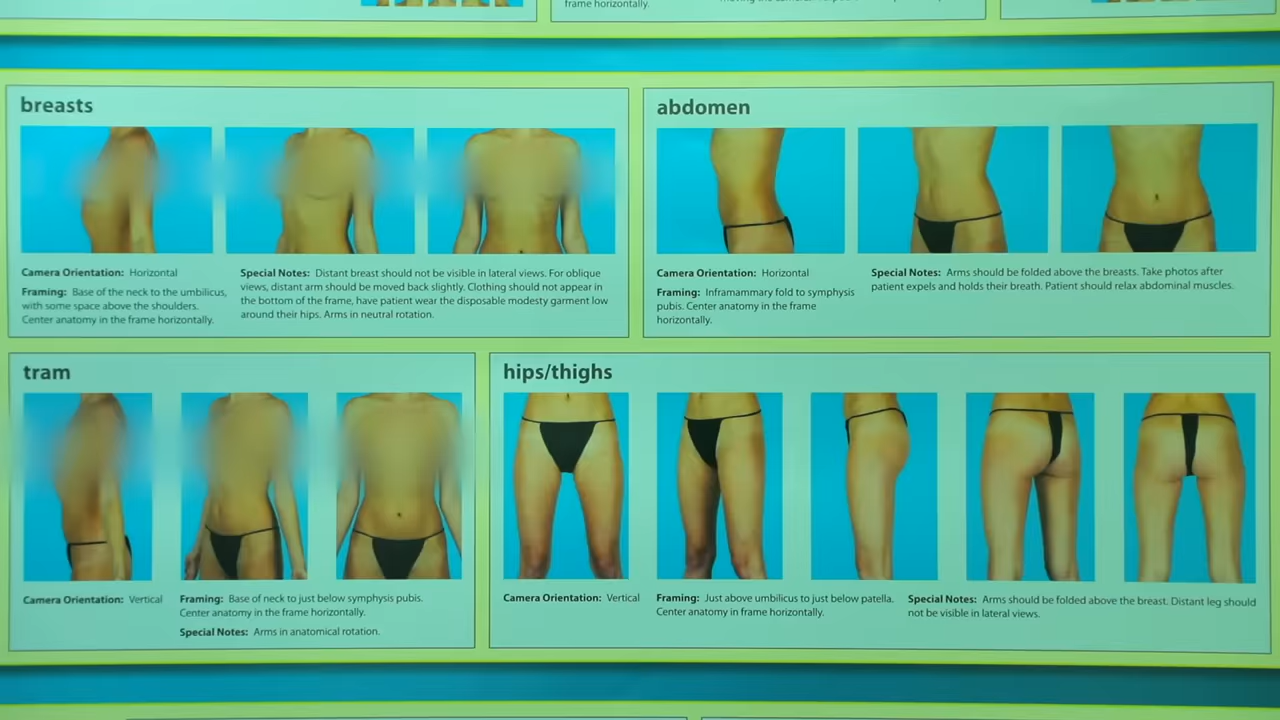 frame horizontally.
breasts
Camera Orientation: Horizontal
Framing: Base of the neck to the umbilicus,
with some space above the shoulders.
Center anatomy in the frame horizontally.
Special Notes: Distant breast should not be visible in lateral views. For oblique
views, distant arm should be moved back slightly. Clothing should not appear in
the bottom of the frame, have patient wear the disposable modesty garment low
around their hips. Arms in neutral rotation.
abdomen
Camera Orientation: Horizontal
Framing: Inframammary fold to symphysis
pubis. Center anatomy in the frame
horizontally.
Special Notes: Arms should be folded above the breasts. Take photos after
patient expels and holds their breath. Patient should relax abdominal muscles.
tram
Camera Orientation: Vertical
Framing: Base of neck to just below symphysis pubis.
Center anatomy in the frame horizontally.
Special Notes: Arms in anatomical rotation.
hips/thighs
Camera Orientation: Vertical
Framing: Just above umbilicus to just below patella.
Center anatomy in frame horizontally.
Special Notes: Arms should be folded above the breast. Distant leg should
not be visible in lateral views.